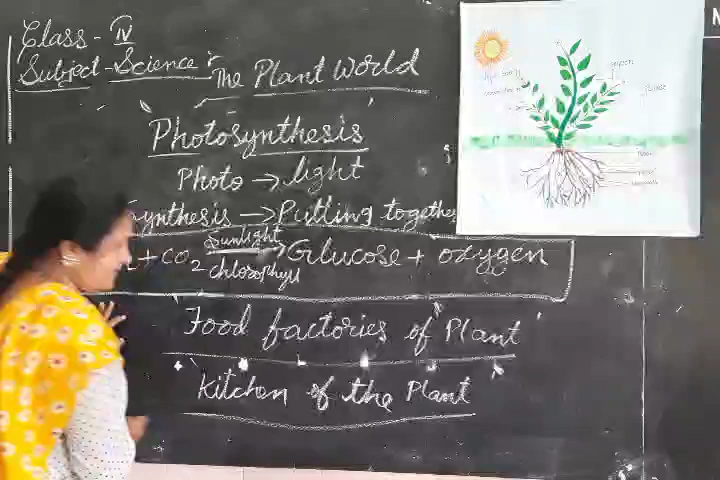 Class - IV
Subject - Science :
The Plant World
Photosynthesis
Photo → light
Synthesis → Putting together
Sunlight
+ CO2 → Glucose + oxygen
chlorophyll
Food factories of Plant
Kitchen of the Plant